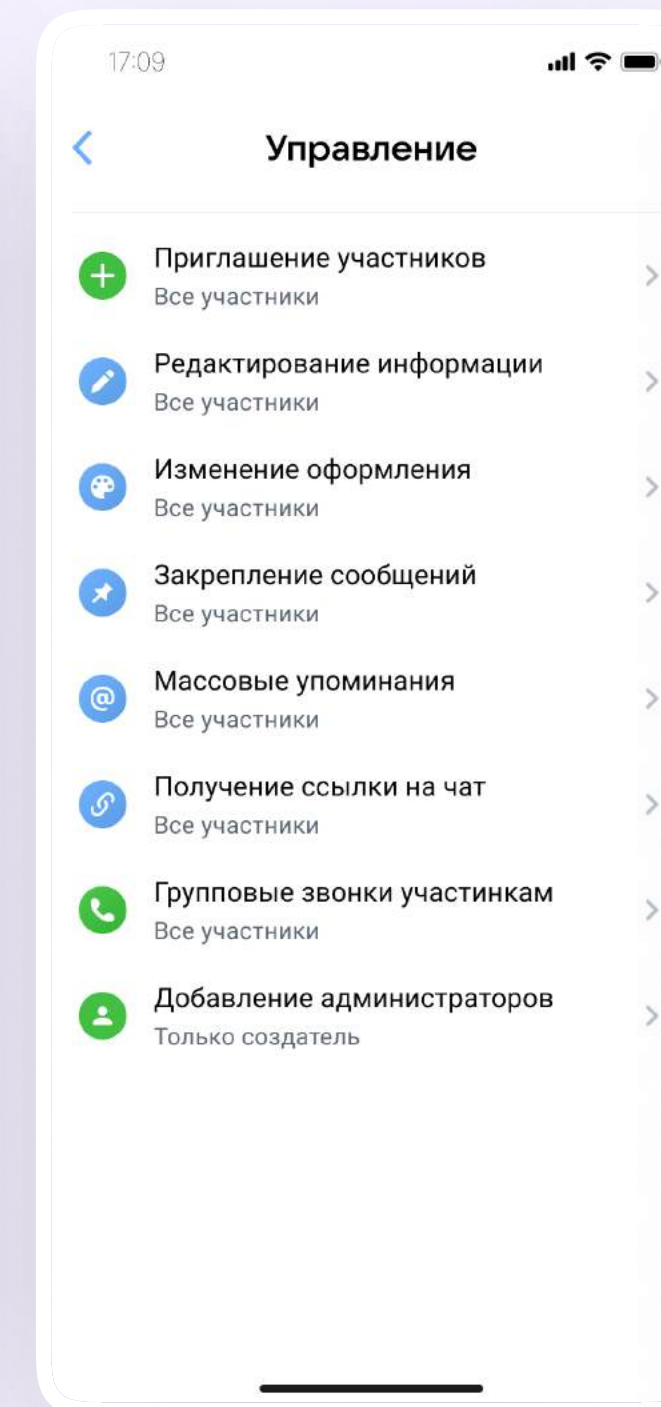 17:09
Управление
Приглашение участников
Все участники
Редактирование информации
Все участники
Изменение оформления
Все участники
Закрепление сообщений
Все участники
Массовые упоминания
Все участники
Получение ссылки на чат
Все участники
Групповые звонки участинкам
Все участники
Добавление администраторов
Только создатель